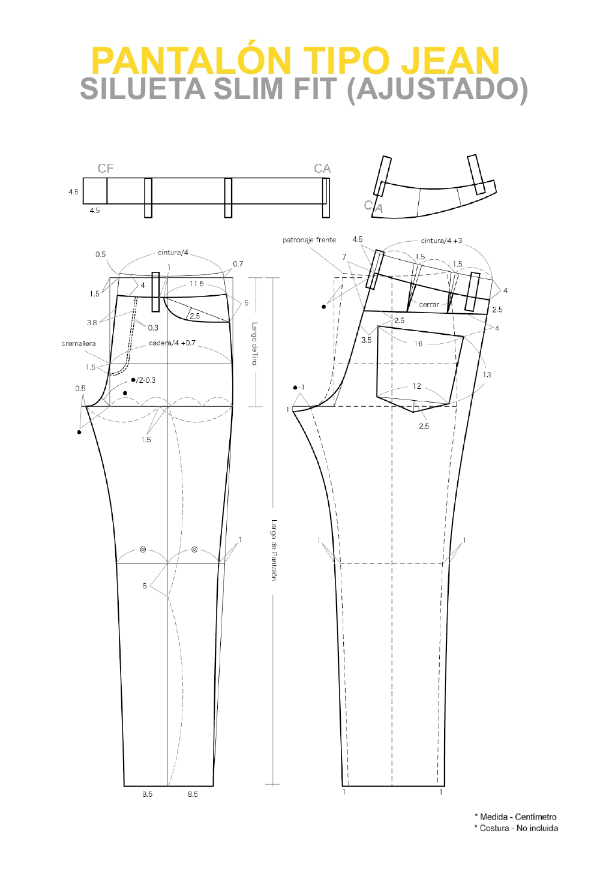 PANTALÓN TIPO JEAN
SILUETA SLIM FIT (AJUSTADO)
CF
CA
4.5
4.5
C.A
patronaje frente
4.5
cintura/4 +3
0.5
cintura/4
0.7
1
7
1.5
1.5
1.5
4
11.5
5
4
2.5
3.8
0.3
2.5
cerrar
2.5
4
Largo de Tiro
cremallera
cadera/4 +0.7
3.5
16
1.5
●/2-0.3
13
0.5
●
●-1
12
1
1.5
2.5
●
Largo de Pantalón
1
1
1
6
8.5
8.5
1
1
* Medida - Centímetro
* Costura - No incluida